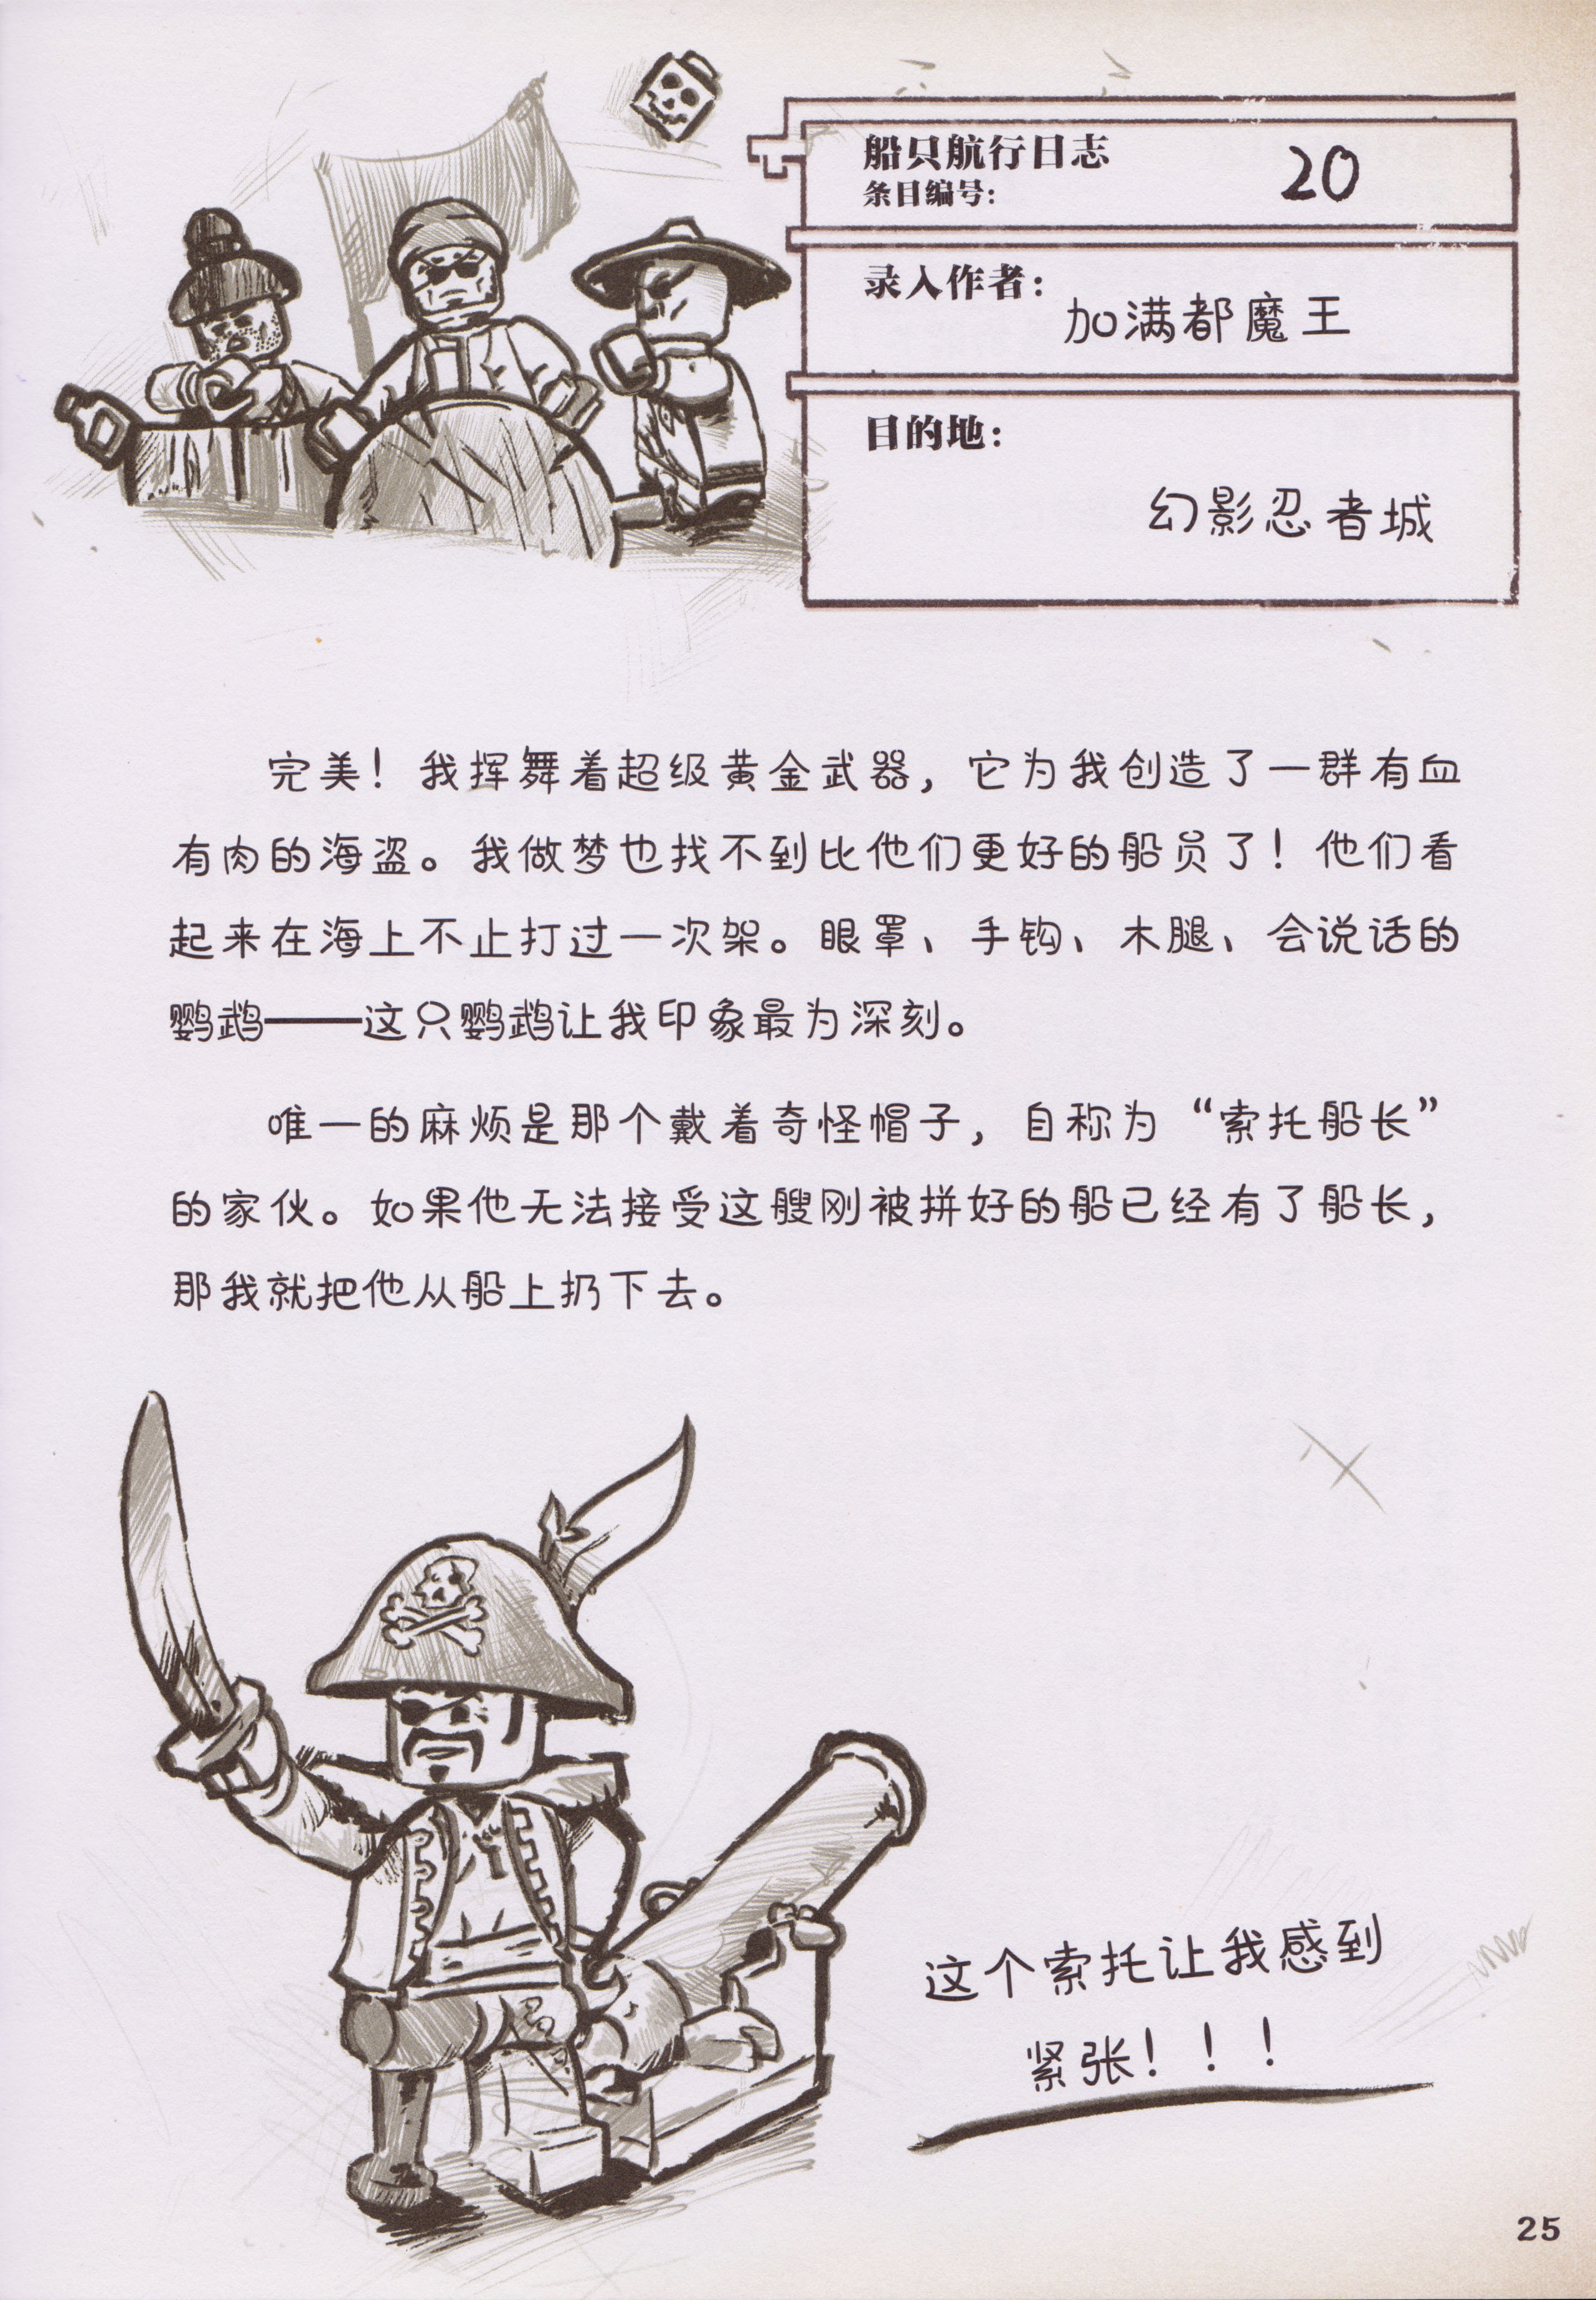 船只航行日志
条目编号： 20
录入作者：
加满都魔王
目的地：
幻影忍者城
完美！我挥舞着超级黄金武器，它为我创造了一群有血
有肉的海盗。我做梦也找不到比他们更好的船员了！他们看
起来在海上不止打过一次架。眼罩、手钩、木腿、会说话的
鹦鹉——这只鹦鹉让我印象最为深刻。
唯一的麻烦是那个戴着奇怪帽子，自称为“索托船长”
的家伙。如果他无法接受这艘刚被拼好的船已经有了船长，
那我就把他从船上扔下去。
这个索托让我感到
紧张！！！
25